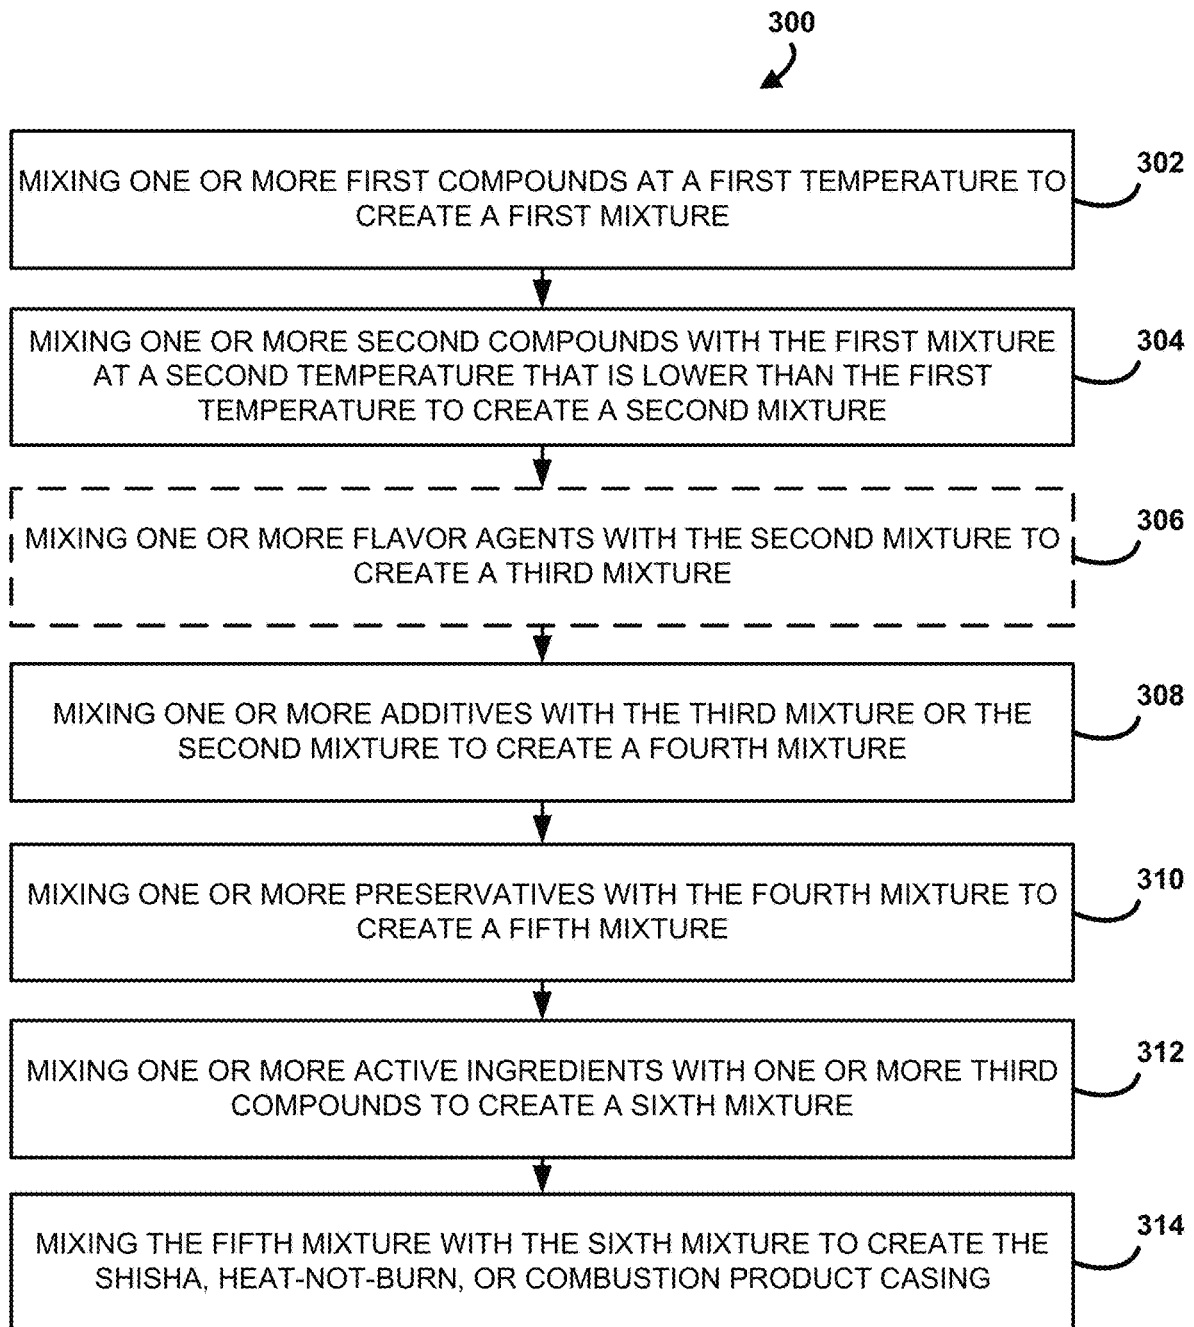 300
MIXING ONE OR MORE FIRST COMPOUNDS AT A FIRST TEMPERATURE TO
CREATE A FIRST MIXTURE
302
MIXING ONE OR MORE SECOND COMPOUNDS WITH THE FIRST MIXTURE
AT A SECOND TEMPERATURE THAT IS LOWER THAN THE FIRST
TEMPERATURE TO CREATE A SECOND MIXTURE
304
MIXING ONE OR MORE FLAVOR AGENTS WITH THE SECOND MIXTURE TO
CREATE A THIRD MIXTURE
306
MIXING ONE OR MORE ADDITIVES WITH THE THIRD MIXTURE OR THE
SECOND MIXTURE TO CREATE A FOURTH MIXTURE
308
MIXING ONE OR MORE PRESERVATIVES WITH THE FOURTH MIXTURE TO
CREATE A FIFTH MIXTURE
310
MIXING ONE OR MORE ACTIVE INGREDIENTS WITH ONE OR MORE THIRD
COMPOUNDS TO CREATE A SIXTH MIXTURE
312
MIXING THE FIFTH MIXTURE WITH THE SIXTH MIXTURE TO CREATE THE
SHISHA, HEAT-NOT-BURN, OR COMBUSTION PRODUCT CASING
314